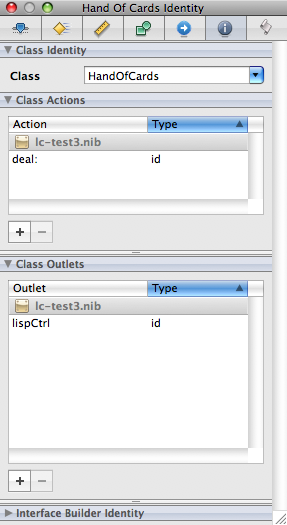 Hand Of Cards Identity
Class Identity
Class HandOfCards
Class Actions
Action Type
lc-test3.nib
deal: id
Class Outlets
Outlet Type
lc-test3.nib
lispCtrl id
Interface Builder Identity